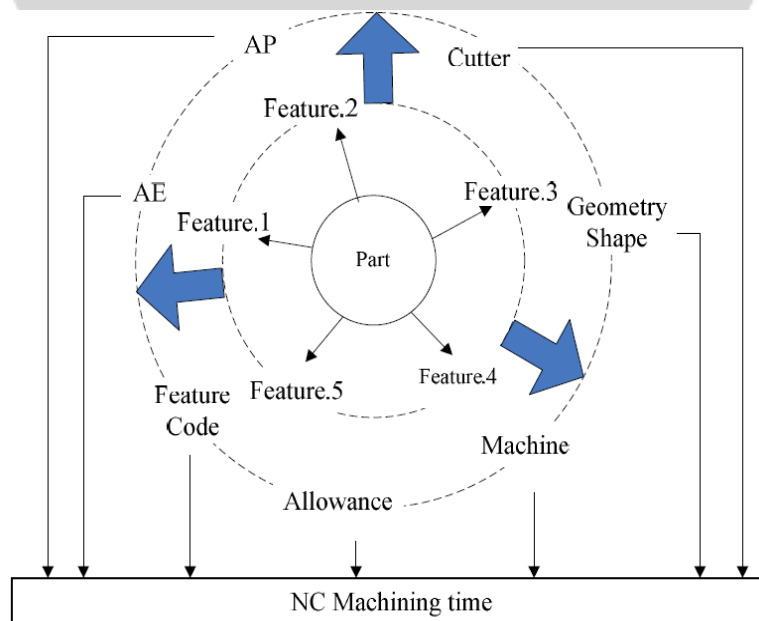 AP
Cutter
Feature.2
AE
Feature.3
Feature.1
Geometry
Shape
Part
Feature.4
Feature.5
Feature
Code
Machine
Allowance
NC Machining time